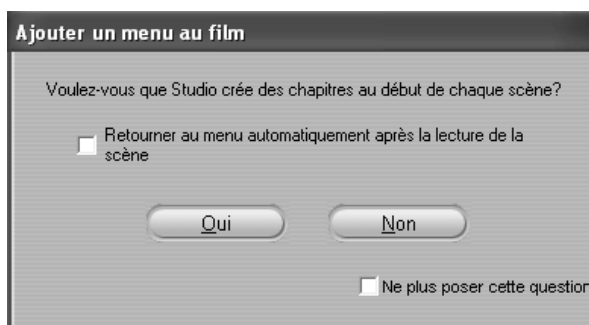 Ajouter un menu au film
Voulez-vous que Studio crée des chapitres au début de chaque scène?
Retourner au menu automatiquement après la lecture de la
scène
Oui
Non
Ne plus poser cette question